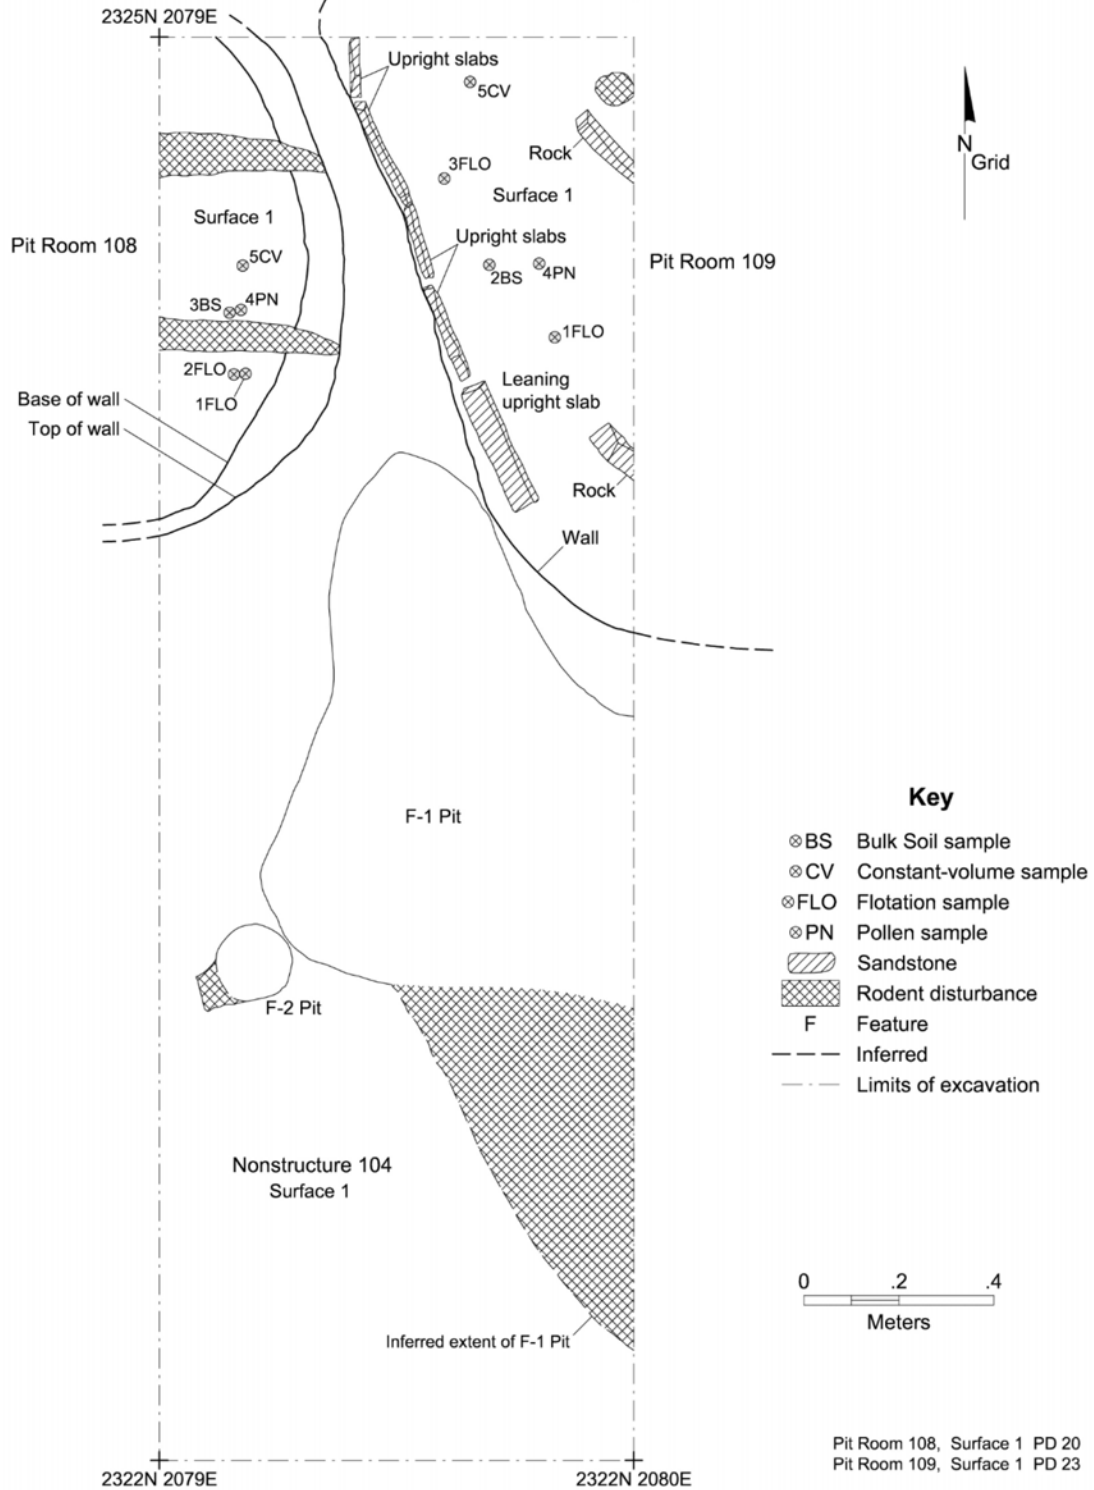 2325N 2079E
Upright slabs
5CV
Rock
N
Grid
3FLO
Surface 1
Surface 1
Pit Room 108
Upright slabs
Pit Room 109
5CV
2BS
4PN
3BS
4PN
1FLO
2FLO
1FLO
Leaning
upright slab
Base of wall
Top of wall
Rock
Wall
F-1 Pit
Key
BS Bulk Soil sample
CV Constant-volume sample
FLO Flotation sample
PN Pollen sample
Sandstone
Rodent disturbance
F Feature
Inferred
Limits of excavation
F-2 Pit
Nonstructure 104
Surface 1
0 .2 .4
Meters
Inferred extent of F-1 Pit
Pit Room 108, Surface 1 PD 20
Pit Room 109, Surface 1 PD 23
2322N 2079E
2322N 2080E